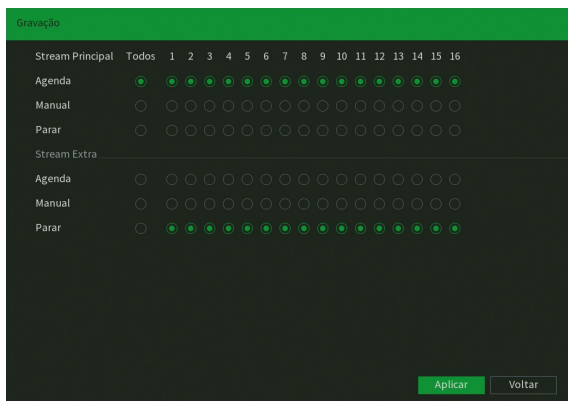 Gravação
Stream Principal Todos 1 2 3 4 5 6 7 8 9 10 11 12 13 14 15 16
Agenda
Manual
Parar
Stream Extra
Agenda
Manual
Parar
Aplicar Voltar